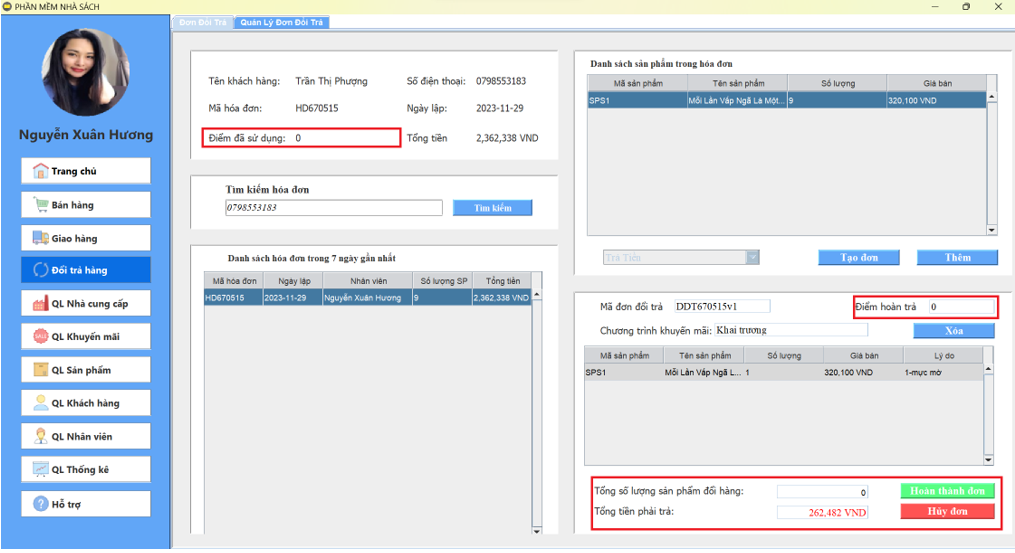 PHẦN MỀM NHÀ SÁCH
Đơn Đổi Trả Quản Lý Đơn Đổi Trả
Nguyễn Xuân Hương
Trang chủ
Bán hàng
Giao hàng
Đổi trả hàng
QL Nhà cung cấp
QL Khuyến mãi
QL Sản phẩm
QL Khách hàng
QL Nhân viên
QL Thống kê
Hỗ trợ
Tên khách hàng: Trần Thị Phượng Số điện thoại: 0798553183
Mã hóa đơn: HD670515 Ngày lập: 2023-11-29
Điểm đã sử dụng: 0 Tổng tiền 2,362,338 VND
Tìm kiếm hóa đơn
0798553183 Tìm kiếm
Danh sách hóa đơn trong 7 ngày gần nhất
Mã hóa đơn Ngày lập Nhân viên Số lượng SP Tổng tiền
HD670515 2023-11-29 Nguyễn Xuân Hương 9 2,362,338 VND
Danh sách sản phẩm trong hóa đơn
Mã sản phẩm Tên sản phẩm Số lượng Giá bán
SPS1 Mỗi Lần Vấp Ngã Là Một... 9 320,100 VND
Trả Tiền Tạo đơn Thêm
Mã đơn đổi trả DDT670515v1 Điểm hoàn trả 0
Chương trình khuyến mãi: Khai trương Xóa
Mã sản phẩm Tên sản phẩm Số lượng Giá bán Lý do
SPS1 Mỗi Lần Vấp Ngã L... 1 320,100 VND 1-mực mờ
Tổng số lượng sản phẩm đổi hàng: 0 Hoàn thành đơn
Tổng tiền phải trả: 262,482 VND Hủy đơn